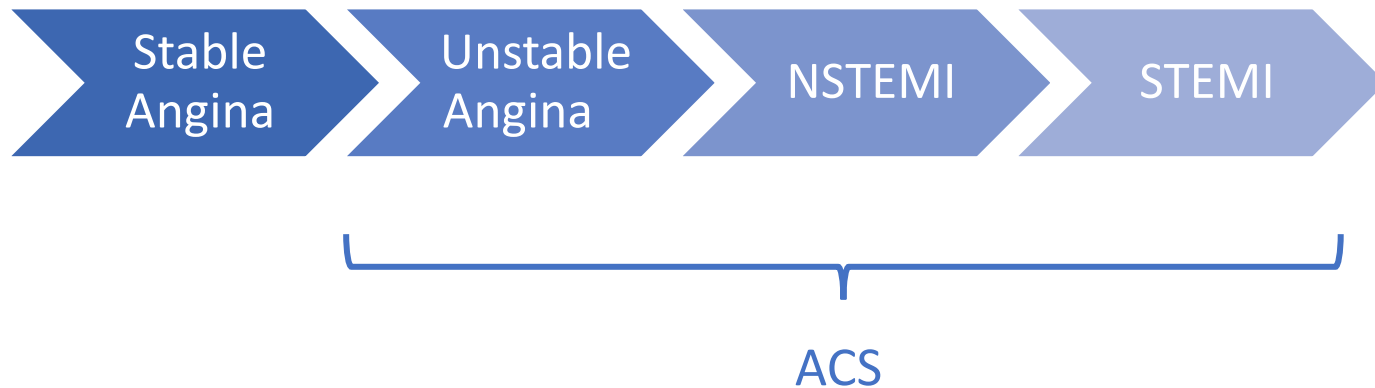 Stable
Angina
Unstable
Angina
NSTEMI
STEMI
ACS